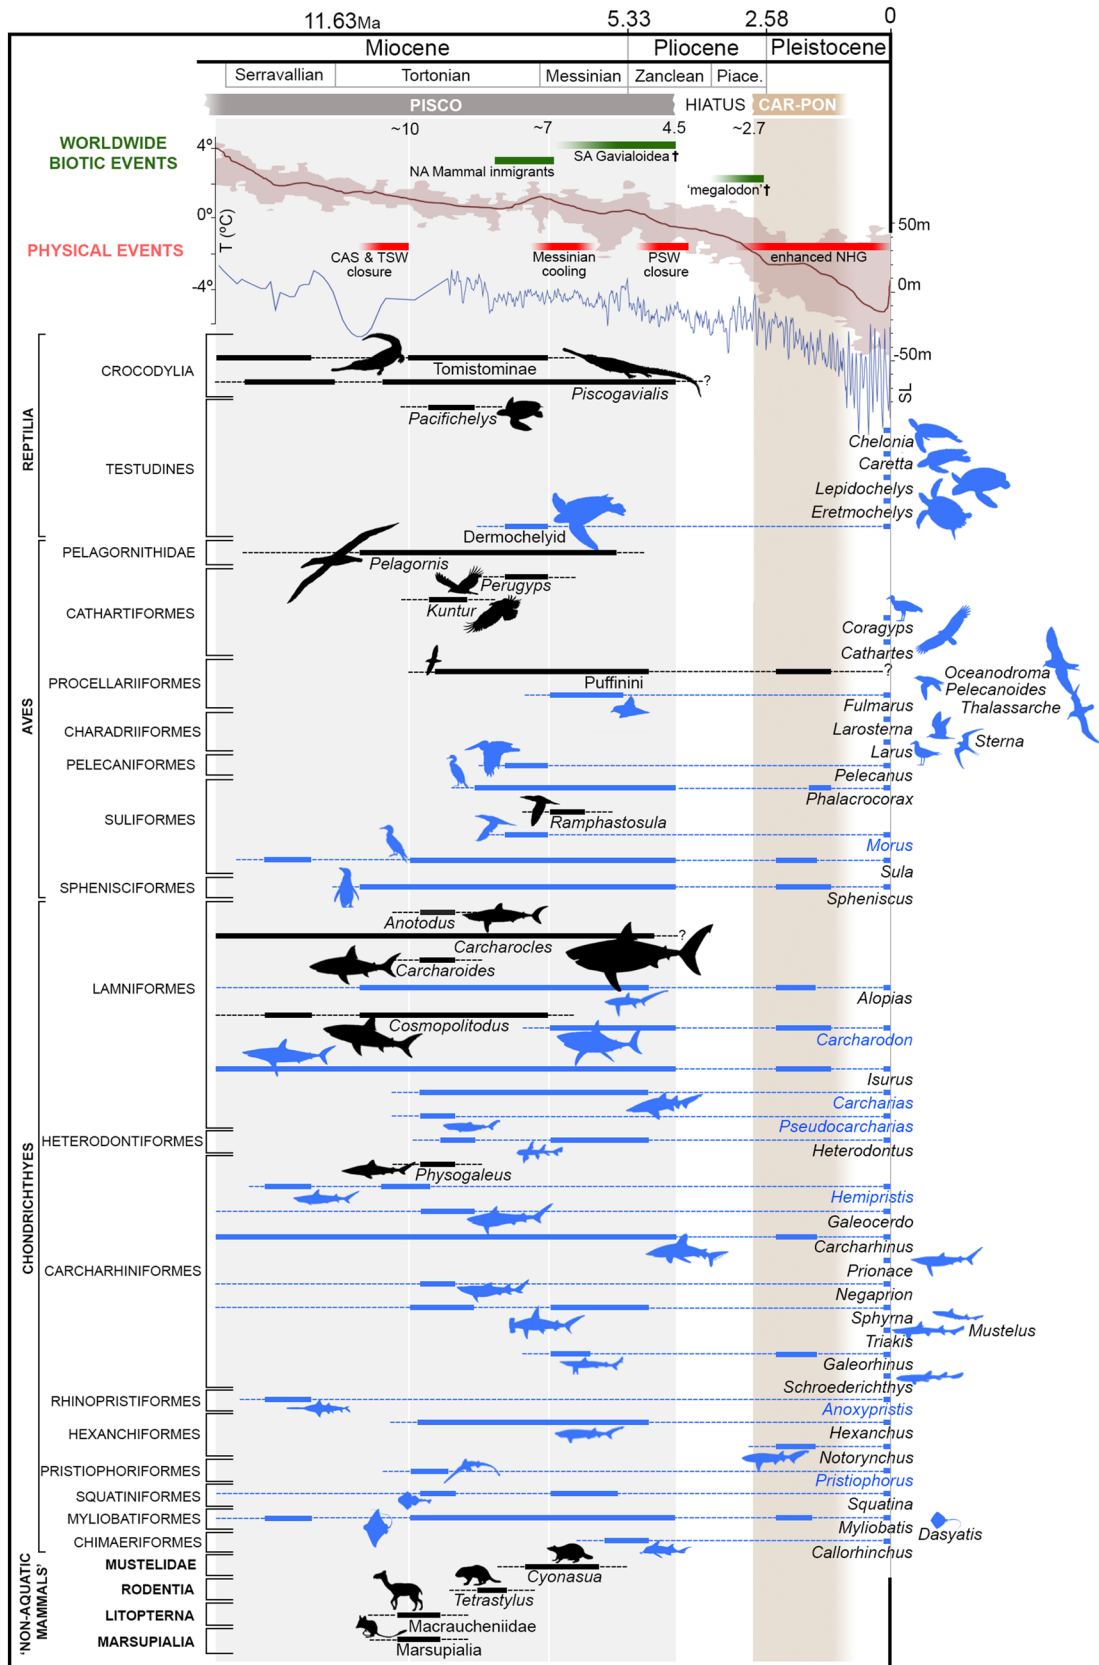 11.63Ma 5.33 2.58 0
Miocene Pliocene Pleistocene
Serravallian Tortonian Messinian Zanclean Piace.
PISCO HIATUS CAR-PON
~10 ~7 4.5 ~2.7
WORLDWIDE
BIOTIC EVENTS
4º
SA Gavialoidea†
NA Mammal inmigrants
'megalodon'†
0º
T (ºC)
50m
PHYSICAL EVENTS
CAS & TSW
closure
Messinian
cooling
PSW
closure
enhanced NHG
-4º
0m
-50m
SL
REPTILIA
CROCODYLIA
Tomistominae
?
Piscogavialis
TESTUDINES
Pacifichelys
Chelonia
Caretta
Lepidochelys
Eretmochelys
Dermochelyid
AVES
PELAGORNITHIDAE
Pelagornis
CATHARTIFORMES
Perugyps
Kuntur
Coragyps
Cathartes
PROCELLARIIFORMES
?
Puffinini
Oceanodroma
Pelecanoides
Thalassarche
Fulmarus
CHARADRIIFORMES
Larosterna
Sterna
Larus
PELECANIFORMES
Pelecanus
SULIFORMES
Phalacrocorax
Ramphastosula
Morus
Sula
SPHENISCIFORMES
Spheniscus
CHONDRICHTHYES
LAMNIFORMES
Anotodus
?
Carcharocles
Carcharoides
Alopias
Cosmopolitodus
Carcharodon
Isurus
Carcharias
Pseudocarcharias
HETERODONTIFORMES
Heterodontus
CARCHARHINIFORMES
Physogaleus
Hemipristis
Galeocerdo
Carcharhinus
Prionace
Negaprion
Sphyrna
Mustelus
Triakis
Galeorhinus
Schroederichthys
RHINOPRISTIFORMES
Anoxypristis
HEXANCHIFORMES
Hexanchus
Notorynchus
PRISTIOPHORIFORMES
Pristiophorus
SQUATINIFORMES
Squatina
MYLIOBATIFORMES
Myliobatis
Dasyatis
CHIMAERIFORMES
Callorhinchus
'NON-AQUATIC
MAMMALS'
MUSTELIDAE
Cyonasua
RODENTIA
Tetrastylus
LITOPTERNA
Macraucheniidae
MARSUPIALIA
Marsupialia